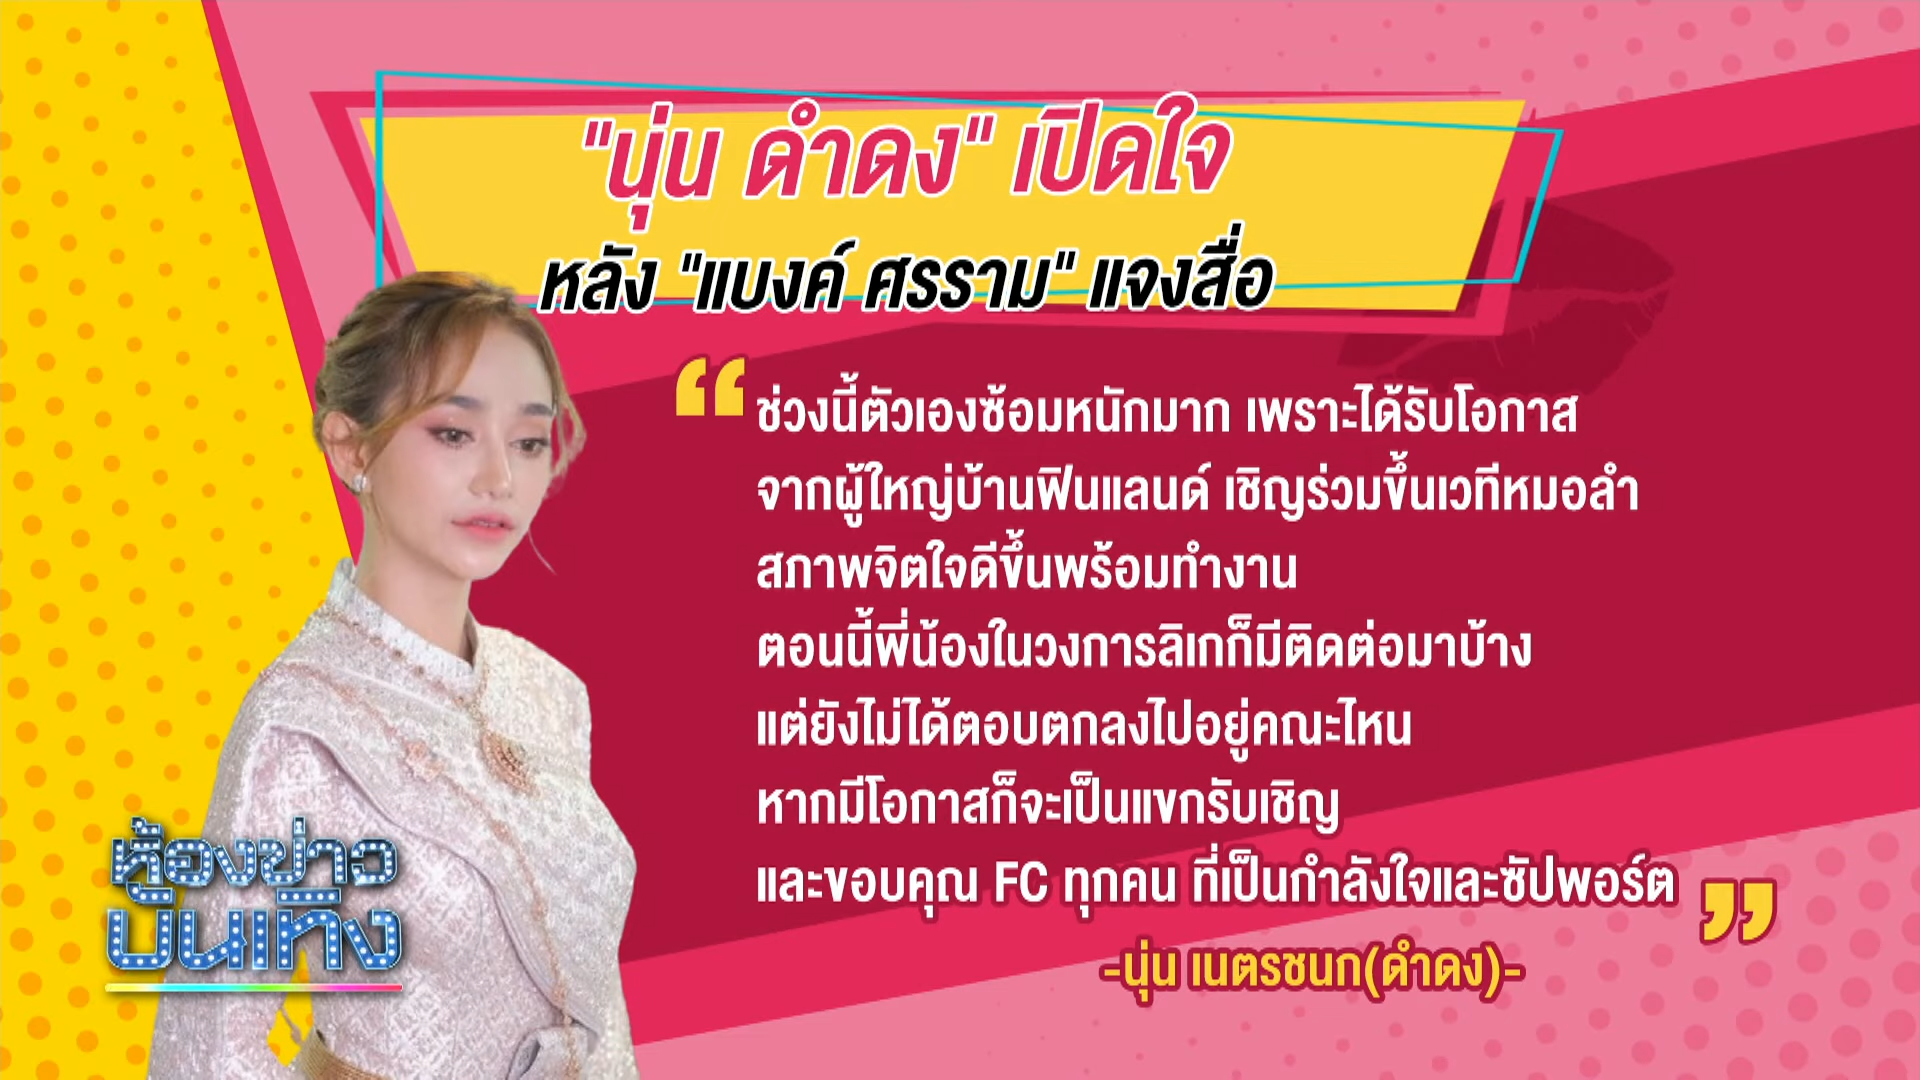 "นุ่น ดำดง" เปิดใจ
หลัง "แบงค์ ศรราม" แจงสื่อ
“ช่วงนี้ตัวเองซ้อมหนักมาก เพราะได้รับโอกาส
จากผู้ใหญ่บ้านฟินแลนด์ เชิญร่วมขึ้นเวทีหมอลำ
สภาพจิตใจดีขึ้นพร้อมทำงาน
ตอนนี้พี่น้องในวงการลิเกก็มีติดต่อมาบ้าง
แต่ยังไม่ได้ตอบตกลงไปอยู่คณะไหน
หากมีโอกาสก็จะเป็นแขกรับเชิญ
และขอบคุณ FC ทุกคน ที่เป็นกำลังใจและซัปพอร์ต”
-นุ่น เนตรชนก(ดำดง)-
ห้องข่าว
บันเทิง